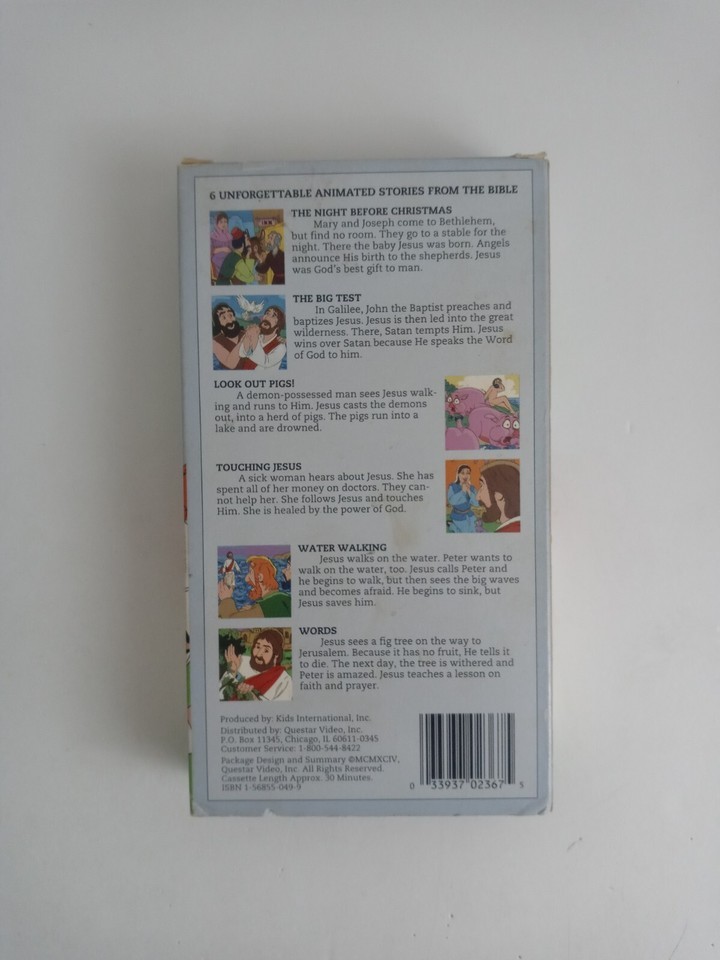 6 UNFORGETTABLE ANIMATED STORIES FROM THE BIBLE
THE NIGHT BEFORE CHRISTMAS
Mary and Joseph come to Bethlehem,
but find no room. They go to a stable for the
night. There the baby Jesus was born. Angels
announce His birth to the shepherds. Jesus
was God's best gift to man.
INN
THE BIG TEST
In Galilee, John the Baptist preaches and
baptizes Jesus. Jesus is then led into the great
wilderness. There, Satan tempts Him. Jesus
wins over Satan because He speaks the Word
of God to him.
LOOK OUT PIGS!
A demon-possessed man sees Jesus walk-
ing and runs to Him. Jesus casts the demons
out, into a herd of pigs. The pigs run into a
lake and are drowned.
TOUCHING JESUS
A sick woman hears about Jesus. She has
spent all of her money on doctors. They can-
not help her. She follows Jesus and touches
Him. She is healed by the power of God.
WATER WALKING
Jesus walks on the water. Peter wants to
walk on the water, too. Jesus calls Peter and
he begins to walk, but then sees the big waves
and becomes afraid. He begins to sink, but
Jesus saves him.
WORDS
Jesus sees a fig tree on the way to
Jerusalem. Because it has no fruit, He tells it
to die. The next day, the tree is withered and
Peter is amazed. Jesus teaches a lesson on
faith and prayer.
Produced by: Kids International, Inc.
Distributed by: Questar Video, Inc.
P.O. Box 11345, Chicago, IL 60611-0345
Customer Service: 1-800-544-8422
Package Design and Summary ©MCMXCIV,
Questar Video, Inc. All Rights Reserved.
Cassette Length Approx. 30 Minutes.
ISBN 1-56855-049-9
0 33937 02367 5